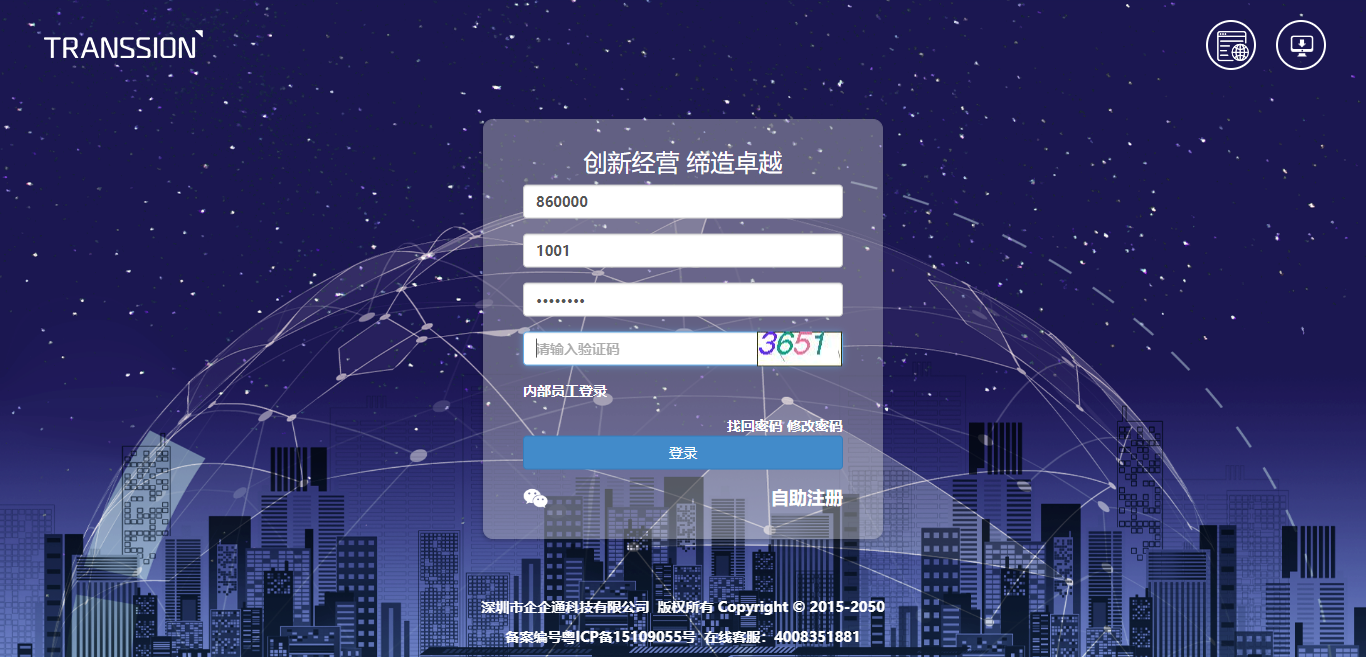 TRANSSION
创新经营 缔造卓越
860000
1001
••••••••
请输入验证码 3651
内部员工登录
找回密码 修改密码
登录
自助注册
深圳市企企通科技有限公司 版权所有 Copyright © 2015-2050
备案编号粤ICP备15109055号 在线客服：4008351881